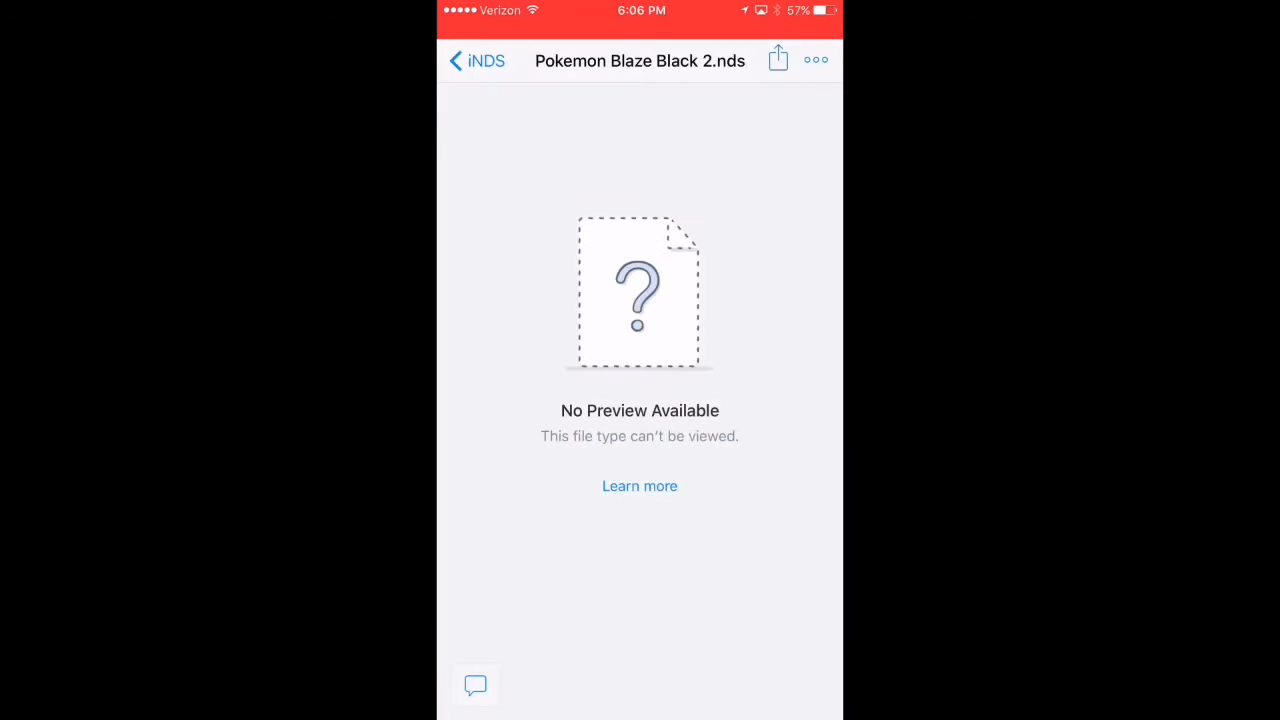 Verizon 6:06 PM 57%
iNDS Pokemon Blaze Black 2.nds
?
No Preview Available
This file type can't be viewed.
Learn more